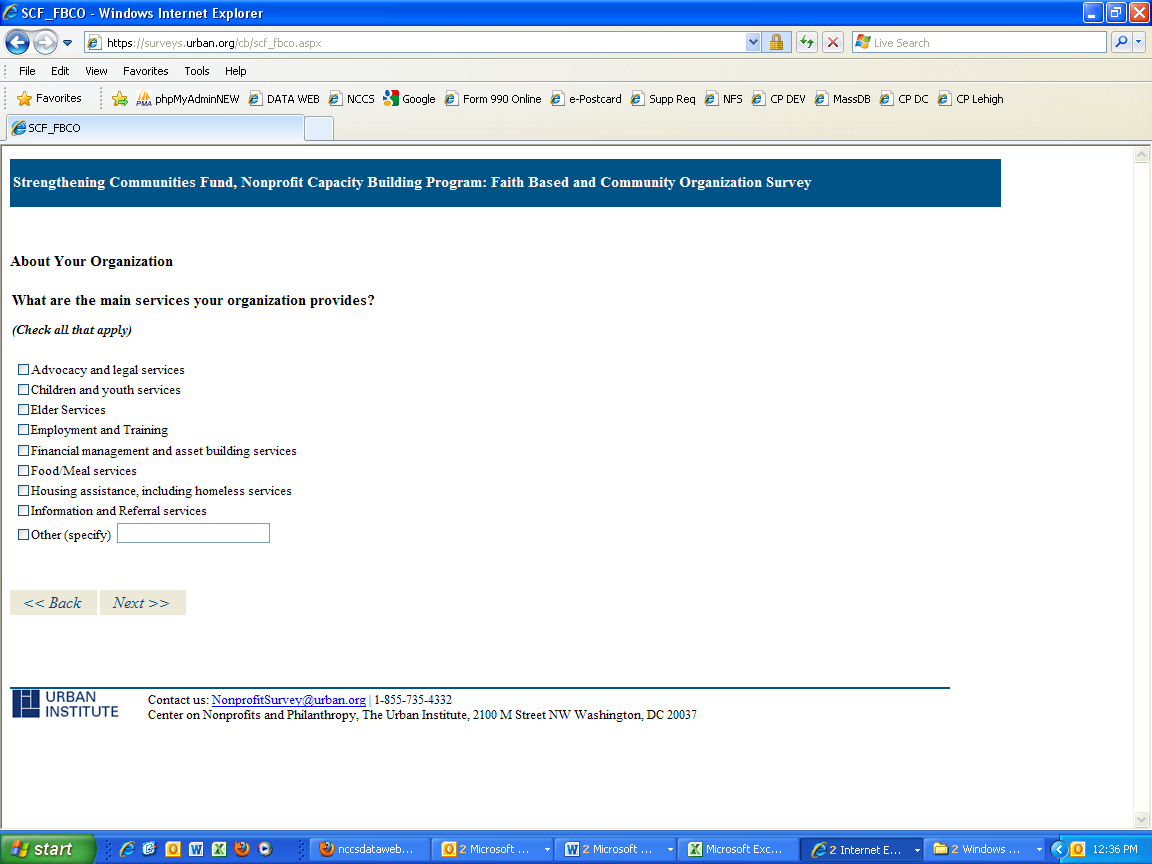 SCF_FBCO - Windows Internet Explorer
https://surveys.urban.org/cb/scf_fbco.aspx
Live Search
File Edit View Favorites Tools Help
Favorites PMA phpMyAdminNEW DATA WEB NCCS Google Form 990 Online e-Postcard Supp Req NFS CP DEV MassDB CP DC CP Lehigh
SCF_FBCO
Strengthening Communities Fund, Nonprofit Capacity Building Program: Faith Based and Community Organization Survey
About Your Organization
What are the main services your organization provides?
(Check all that apply)
Advocacy and legal services
Children and youth services
Elder Services
Employment and Training
Financial management and asset building services
Food/Meal services
Housing assistance, including homeless services
Information and Referral services
Other (specify)
<< Back Next >>
URBAN INSTITUTE
Contact us: NonprofitSurvey@urban.org | 1-855-735-4332
Center on Nonprofits and Philanthropy, The Urban Institute, 2100 M Street NW Washington, DC 20037
start nccsdataweb... 2 Microsoft ... 2 Microsoft ... Microsoft Exc... 2 Internet E... 2 Windows ... 12:36 PM